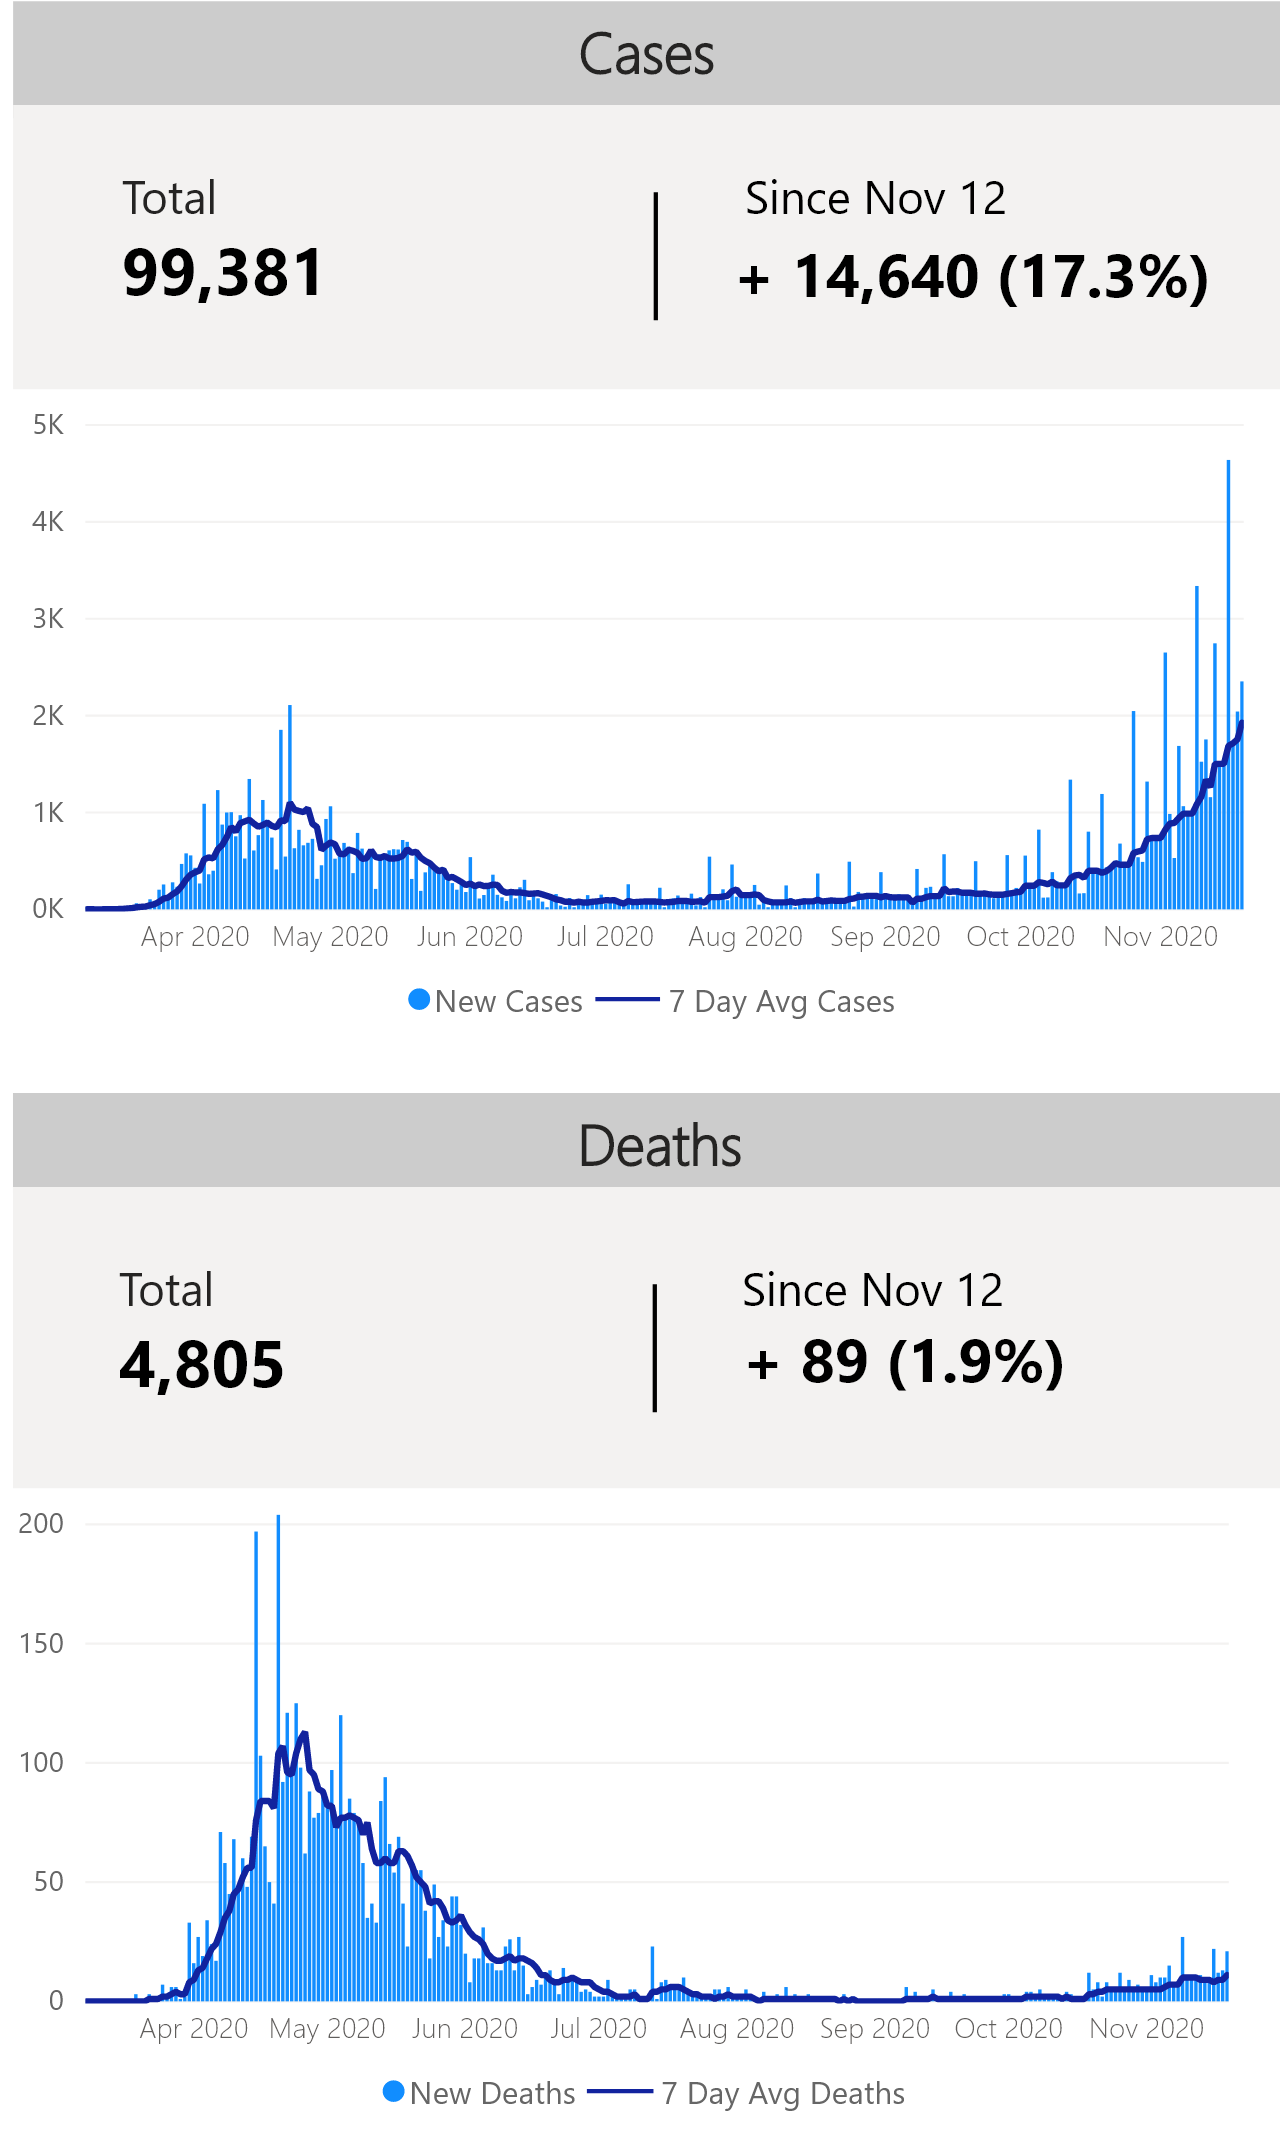 Cases
Total
Since Nov 12
99,381
+ 14,640 (17.3%)
5K
4K
3K
2K
1K
0K
Apr 2020 May 2020 Jun 2020 Jul 2020 Aug 2020 Sep 2020 Oct 2020 Nov 2020
New Cases 7 Day Avg Cases
Deaths
Total
Since Nov 12
4,805
+ 89 (1.9%)
200
150
100
50
0
Apr 2020 May 2020 Jun 2020 Jul 2020 Aug 2020 Sep 2020 Oct 2020 Nov 2020
New Deaths 7 Day Avg Deaths